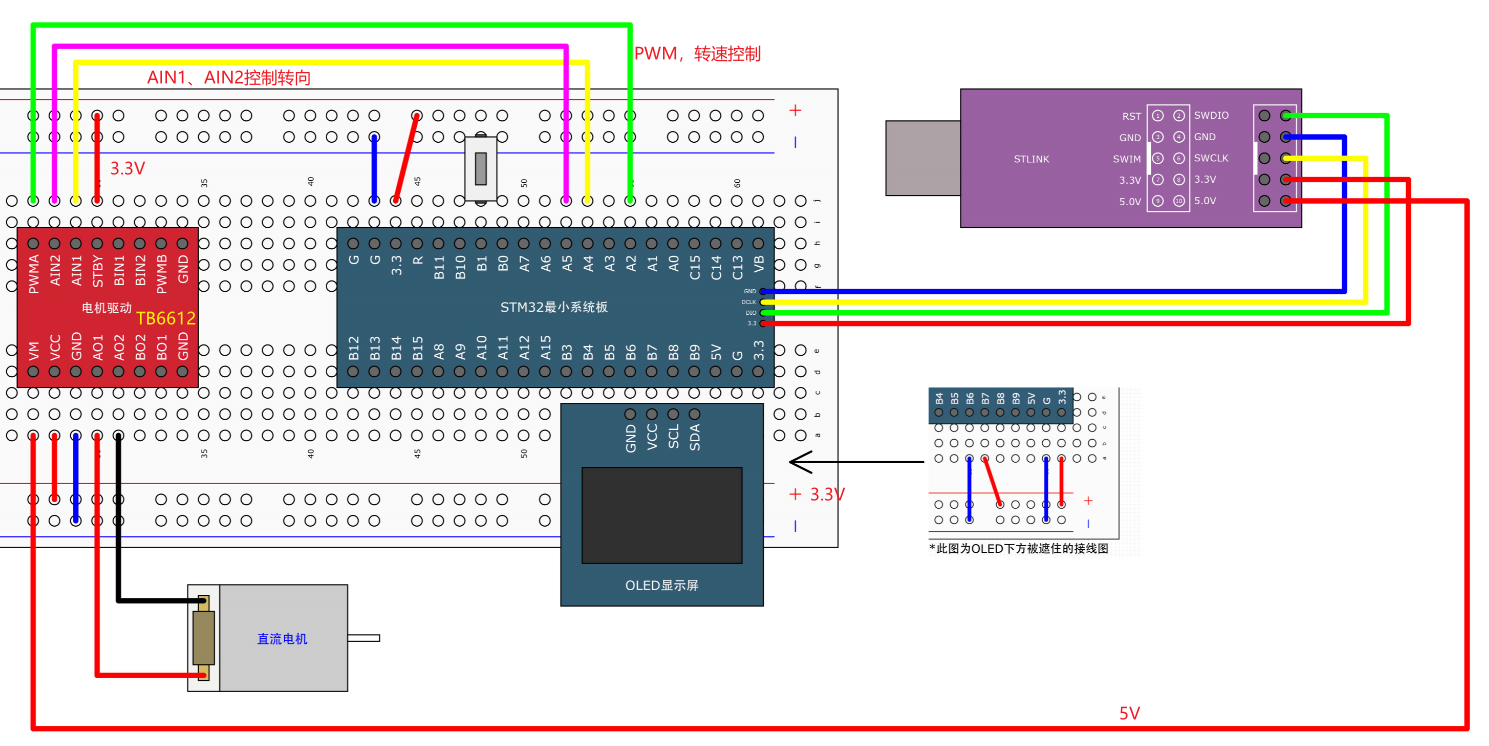 PWM，转速控制
AIN1、AIN2控制转向
+
3.3V
−
35
40
45
50
60
j
i
h
g
f
PWMA AIN2 AIN1 STBY BIN1 BIN2 PWMB GND
电机驱动
TB6612
VM VCC GND AO1 AO2 BO2 BO1 GND
G G 3.3 R B11 B10 B1 B0 A7 A6 A5 A4 A3 A2 A1 A0 C15 C14 C13 VB
STM32最小系统板
GND
DCLK
DIO
3.3
B12 B13 B14 B15 A8 A9 A10 A11 A12 A15 B3 B4 B5 B6 B7 B8 B9 5V G 3.3
e
d
c
b
a
35
40
45
50
GND VCC SCL SDA
+ 3.3V
−
OLED显示屏
直流电机
STLINK
RST 1 2 SWDIO
GND 3 4 GND
SWIM 5 6 SWCLK
3.3V 7 8 3.3V
5.0V 9 10 5.0V
B4 B5 B6 B7 B8 B9 5V G 3.3
e
d
c
b
a
+
−
*此图为OLED下方被遮住的接线图
5V